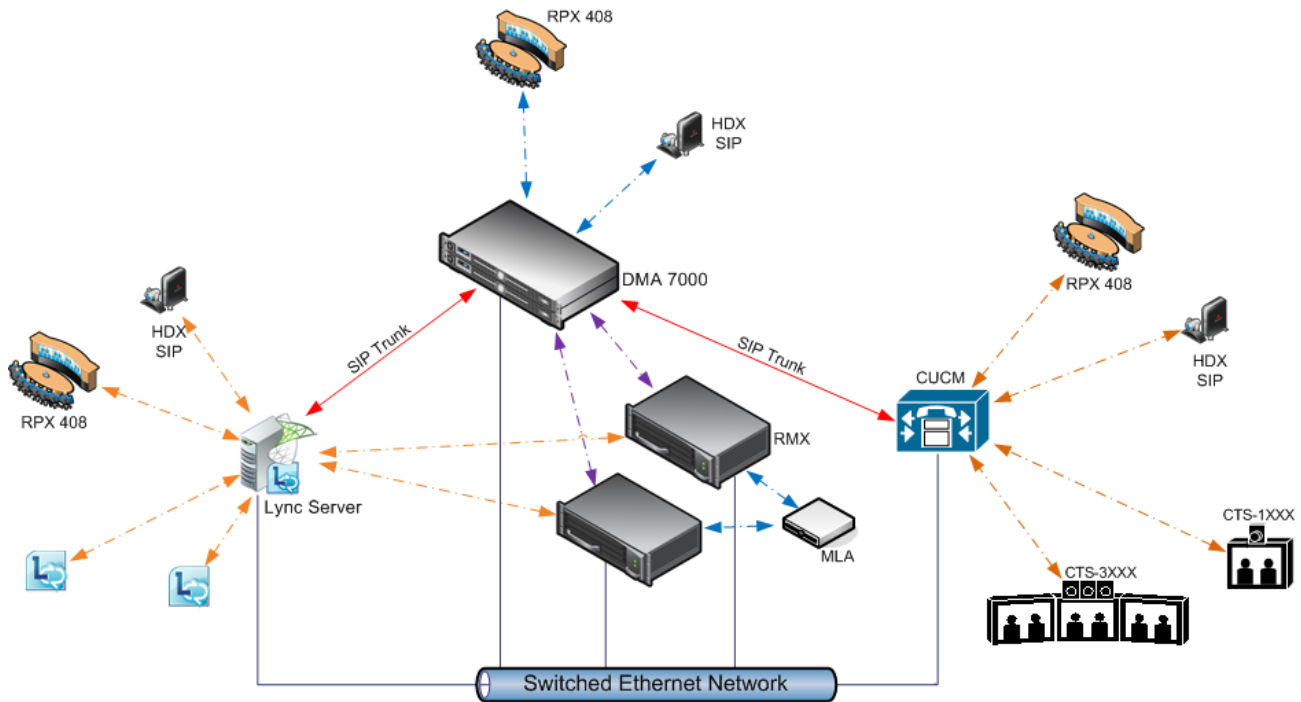 RPX 408
HDX
SIP
DMA 7000
RPX 408
HDX
SIP
HDX
SIP
SIP Trunk
SIP Trunk
CUCM
RPX 408
RMX
Lync Server
MLA
CTS-1XXX
CTS-3XXX
L
L
L
Switched Ethernet Network